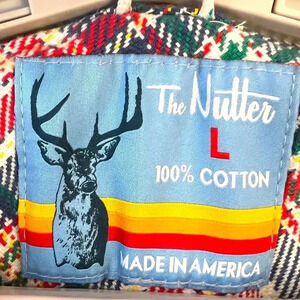 The Nutter
L
100% COTTON
MADE IN AMERICA